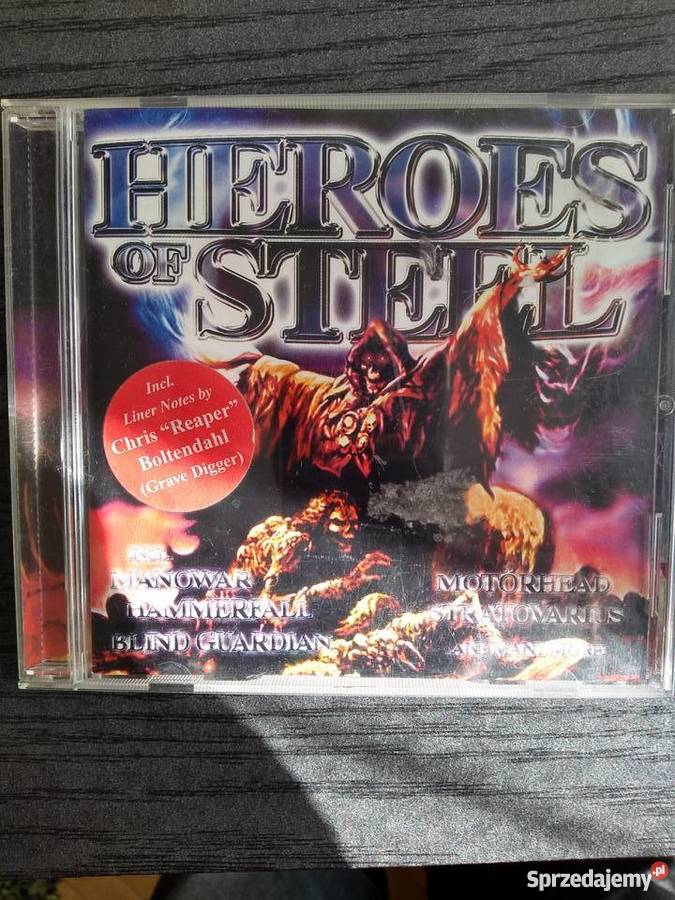 HEROES
OF STEEL
Incl.
Liner Notes by
Chris "Reaper"
Boltendahl
(Grave Digger)
INCL.
MANOWAR
HAMMERFALL
BLIND GUARDIAN
MOTÖRHEAD
STRATOVARIUS
AND MANY MORE
Sprzedajemy.pl